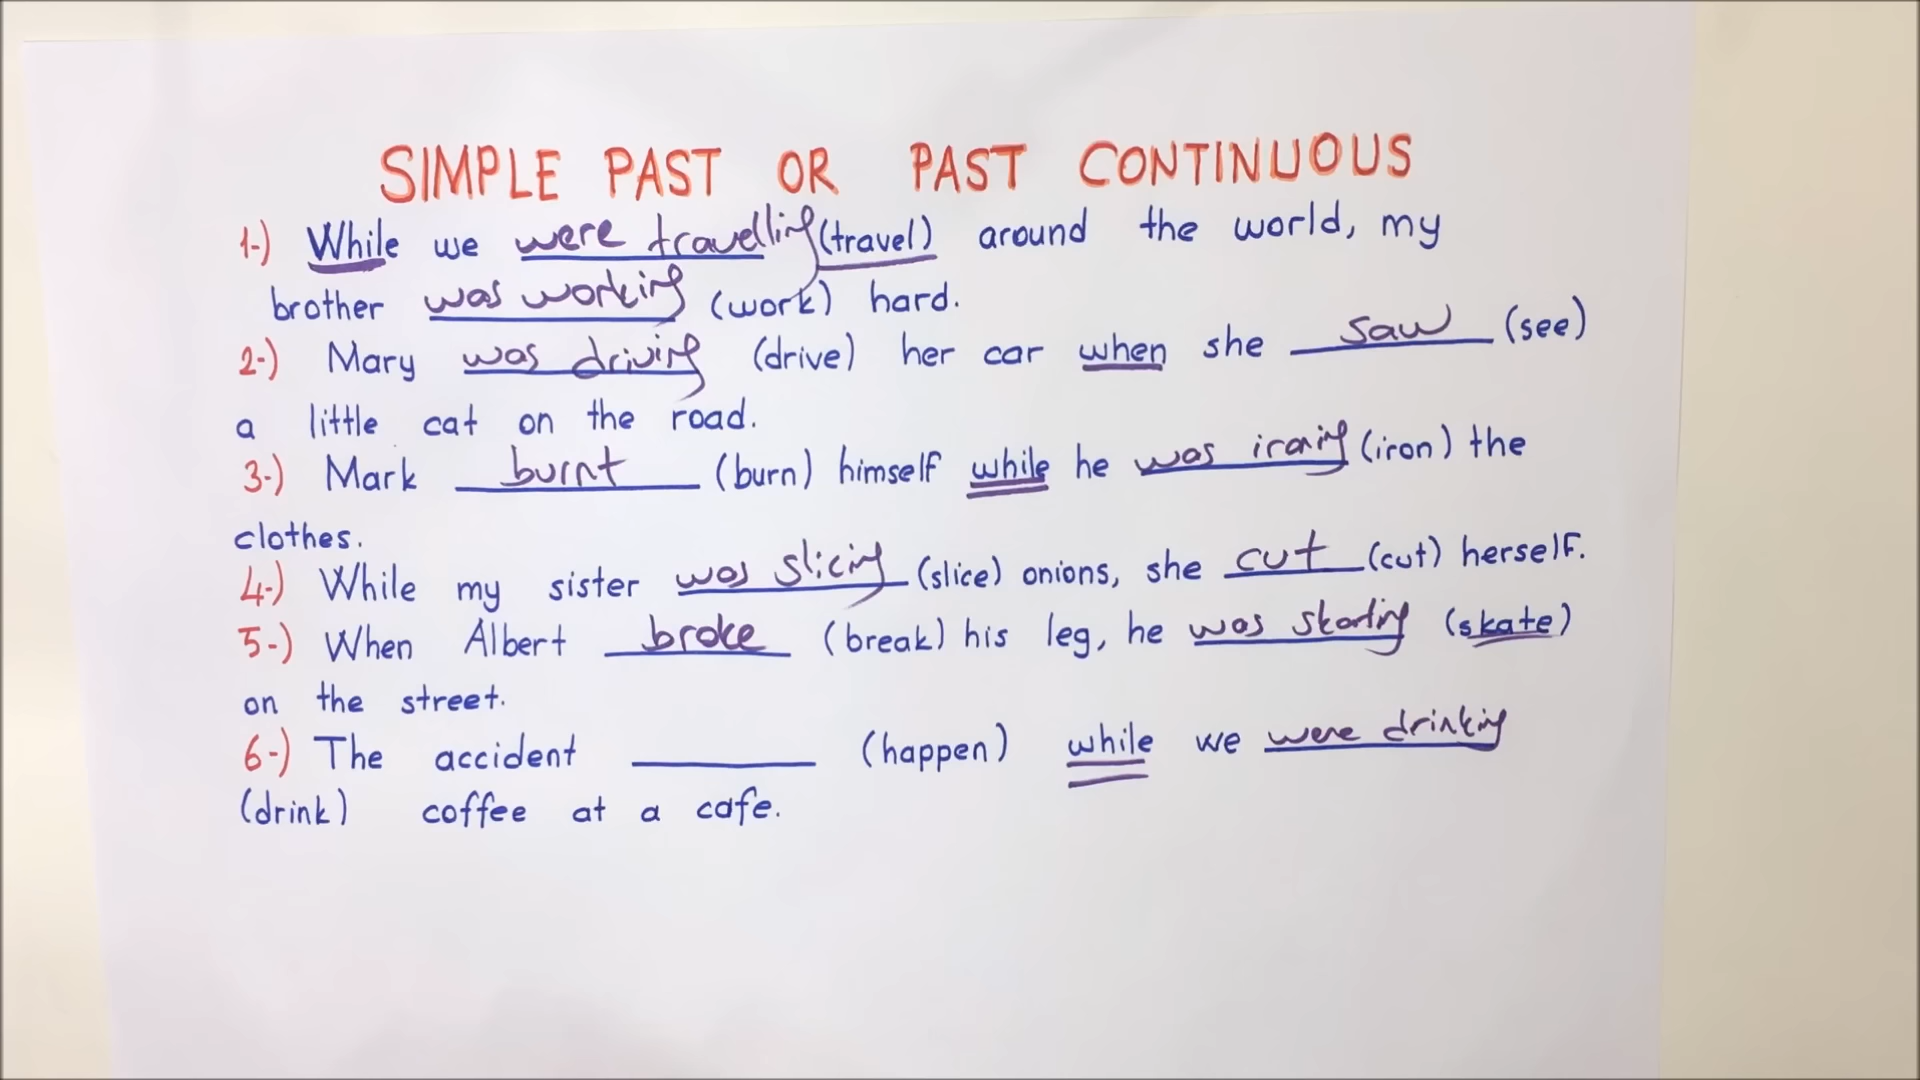 SIMPLE PAST OR PAST CONTINUOUS
1-) While we were travelling (travel) around the world, my
brother was working (work) hard.
2-) Mary was driving (drive) her car when she saw (see)
a little cat on the road.
3-) Mark burnt (burn) himself while he was ironing (iron) the
clothes.
4-) While my sister was slicing (slice) onions, she cut (cut) herself.
5-) When Albert broke (break) his leg, he was skating (skate)
on the street.
6-) The accident ______ (happen) while we were drinking
(drink) coffee at a cafe.